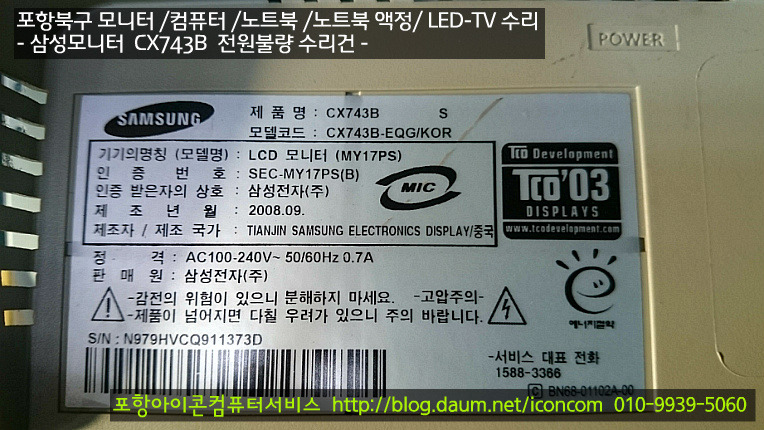 포항북구 모니터 /컴퓨터 /노트북 /노트북 액정/ LED-TV 수리
- 삼성모니터 CX743B 전원불량 수리건 -
POWER
SAMSUNG
제 품 명 : CX743B S
모델코드 : CX743B-EQG/KOR
기기의명칭 (모델명) : LCD 모니터 (MY17PS)
인 증 번 호 : SEC-MY17PS(B)
인증 받은자의 상호 : 삼성전자(주)
제 조 년 월 : 2008.09.
제조자 / 제조 국가 : TIANJIN SAMSUNG ELECTRONICS DISPLAY/중국
MIC
TCO Development
TCO'03
DISPLAYS
www.tcodevelopment.com
정 격 : AC100-240V~ 50/60Hz 0.7A
판 매 원 : 삼성전자(주)
-감전의 위험이 있으니 분해하지 마세요. -고압주의-
-제품이 넘어지면 다칠 우려가 있으니 주의 바랍니다.
에너지절약
S/N : N979HVCQ911373D
-서비스 대표 전화
1588-3366
C BN68-01102A-00
포항아이콘컴퓨터서비스 http://blog.daum.net/iconcom 010-9939-5060